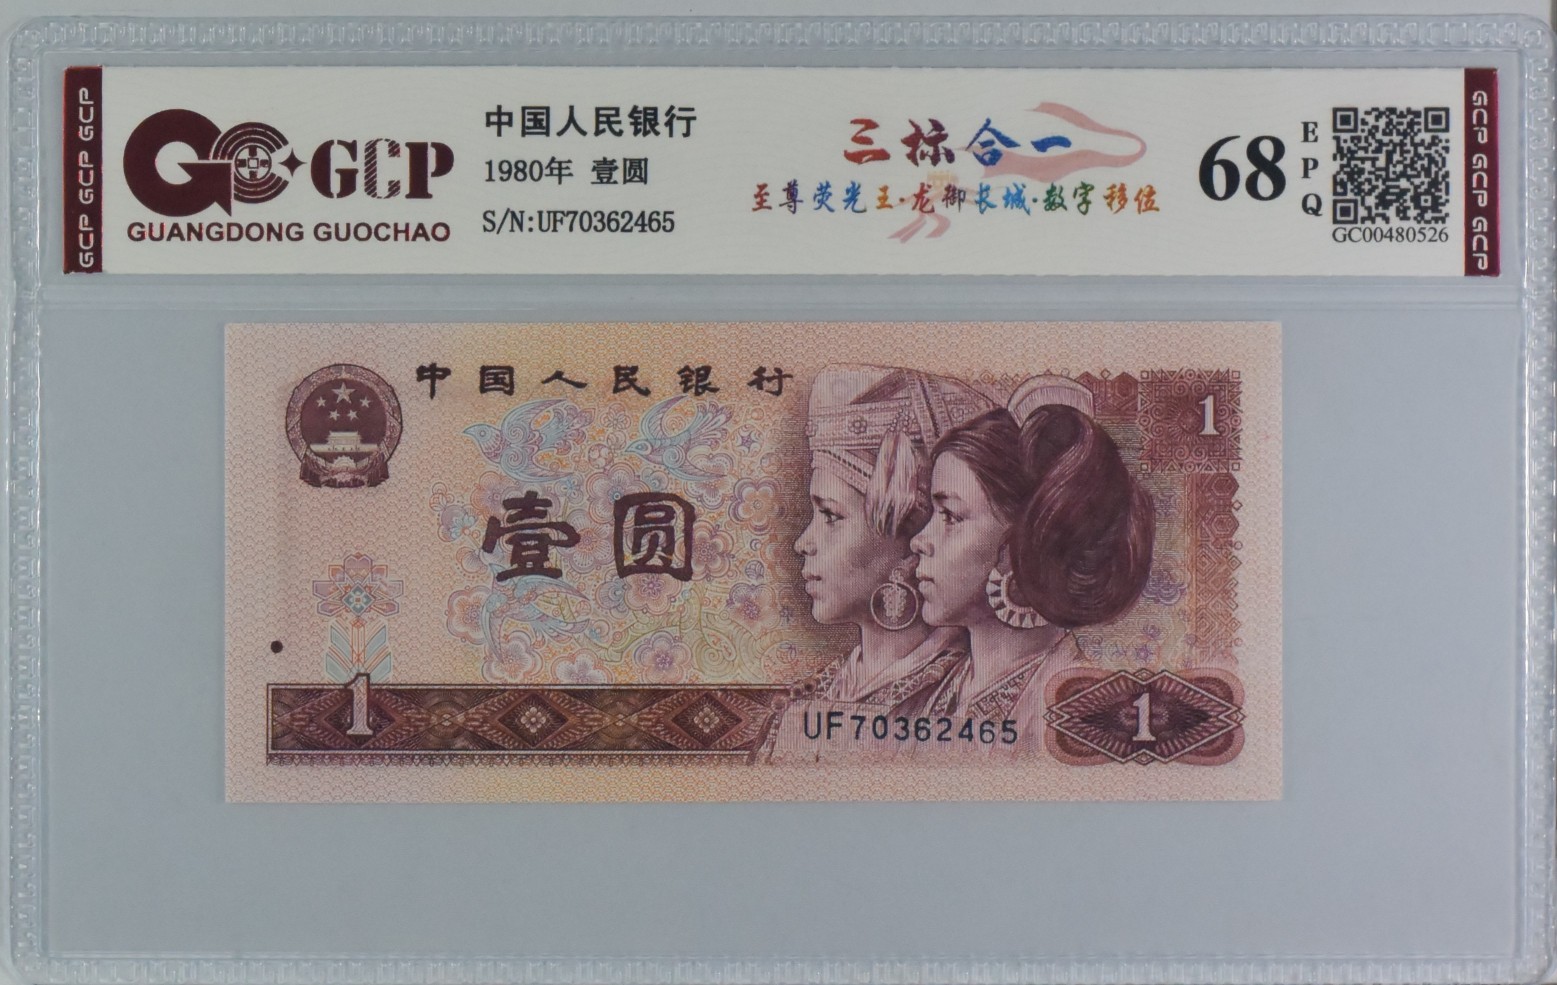 GCP GCP GCP
GCP
GUANGDONG GUOCHAO
中国人民银行
1980年 壹圆
S/N:UF70362465
三标合一
至尊荧光王·龙御长城·数字移位
68
EPQ
GC00480526
GCP GCP GCP
中国人民银行
1
壹圆
1
UF70362465
1